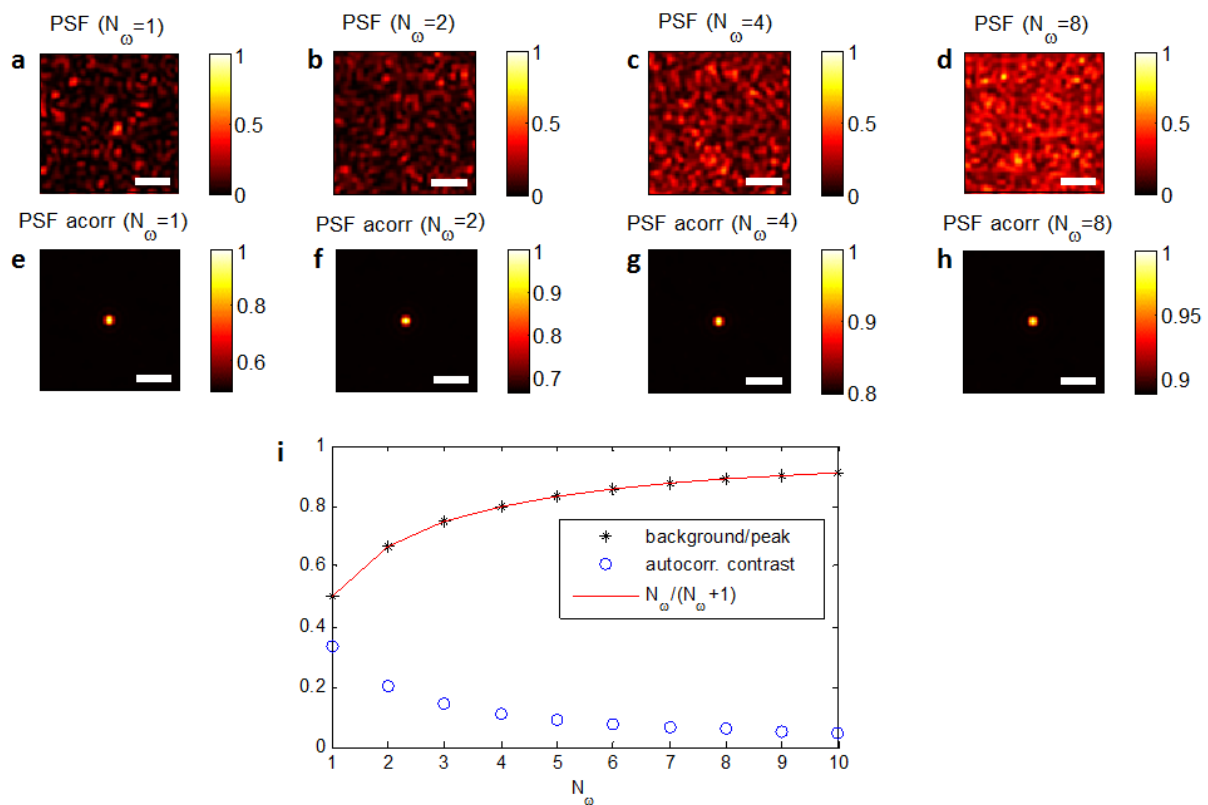 PSF (Nω=1)
PSF (Nω=2)
PSF (Nω=4)
PSF (Nω=8)
a
1
0.5
0
b
1
0.5
0
c
1
0.5
0
d
1
0.5
0
PSF acorr (Nω=1)
PSF acorr (Nω=2)
PSF acorr (Nω=4)
PSF acorr (Nω=8)
e
1
0.8
0.6
f
1
0.9
0.8
0.7
g
1
0.9
0.8
h
1
0.95
0.9
i
1
0.8
0.6
0.4
0.2
0
background/peak
autocorr. contrast
Nω/(Nω+1)
1 2 3 4 5 6 7 8 9 10
Nω